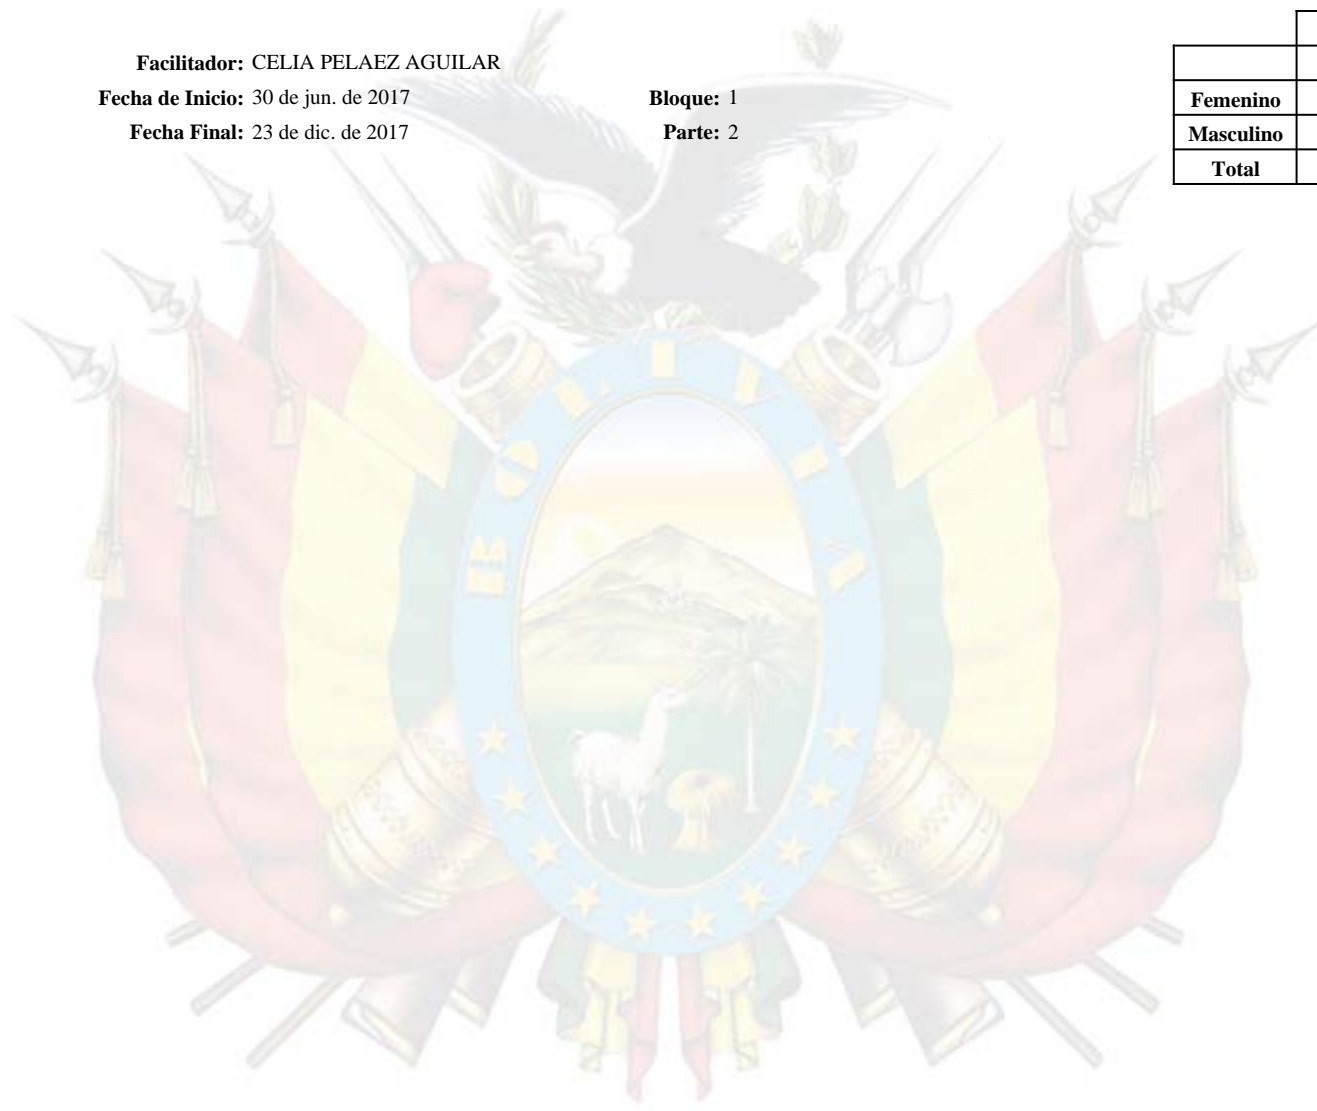 Facilitador: CELIA PELAEZ AGUILAR
Fecha de Inicio: 30 de jun. de 2017 Bloque: 1
Fecha Final: 23 de dic. de 2017 Parte: 2
Femenino
Masculino
Total
BOLIVIA